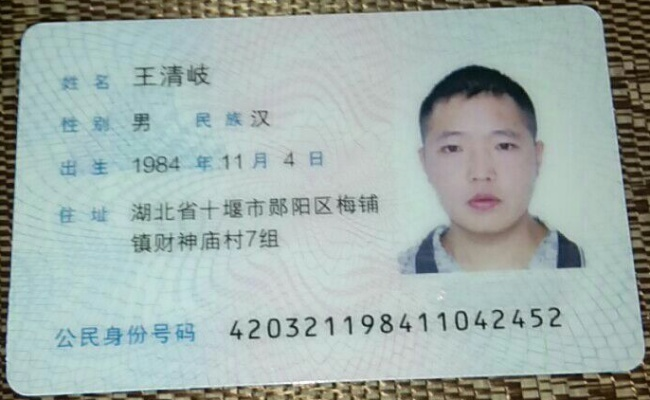 姓名 王清岐
性别 男 民族 汉
出生 1984 年 11 月 4 日
住址 湖北省十堰市郧阳区梅铺
镇财神庙村7组
公民身份号码 420321198411042452